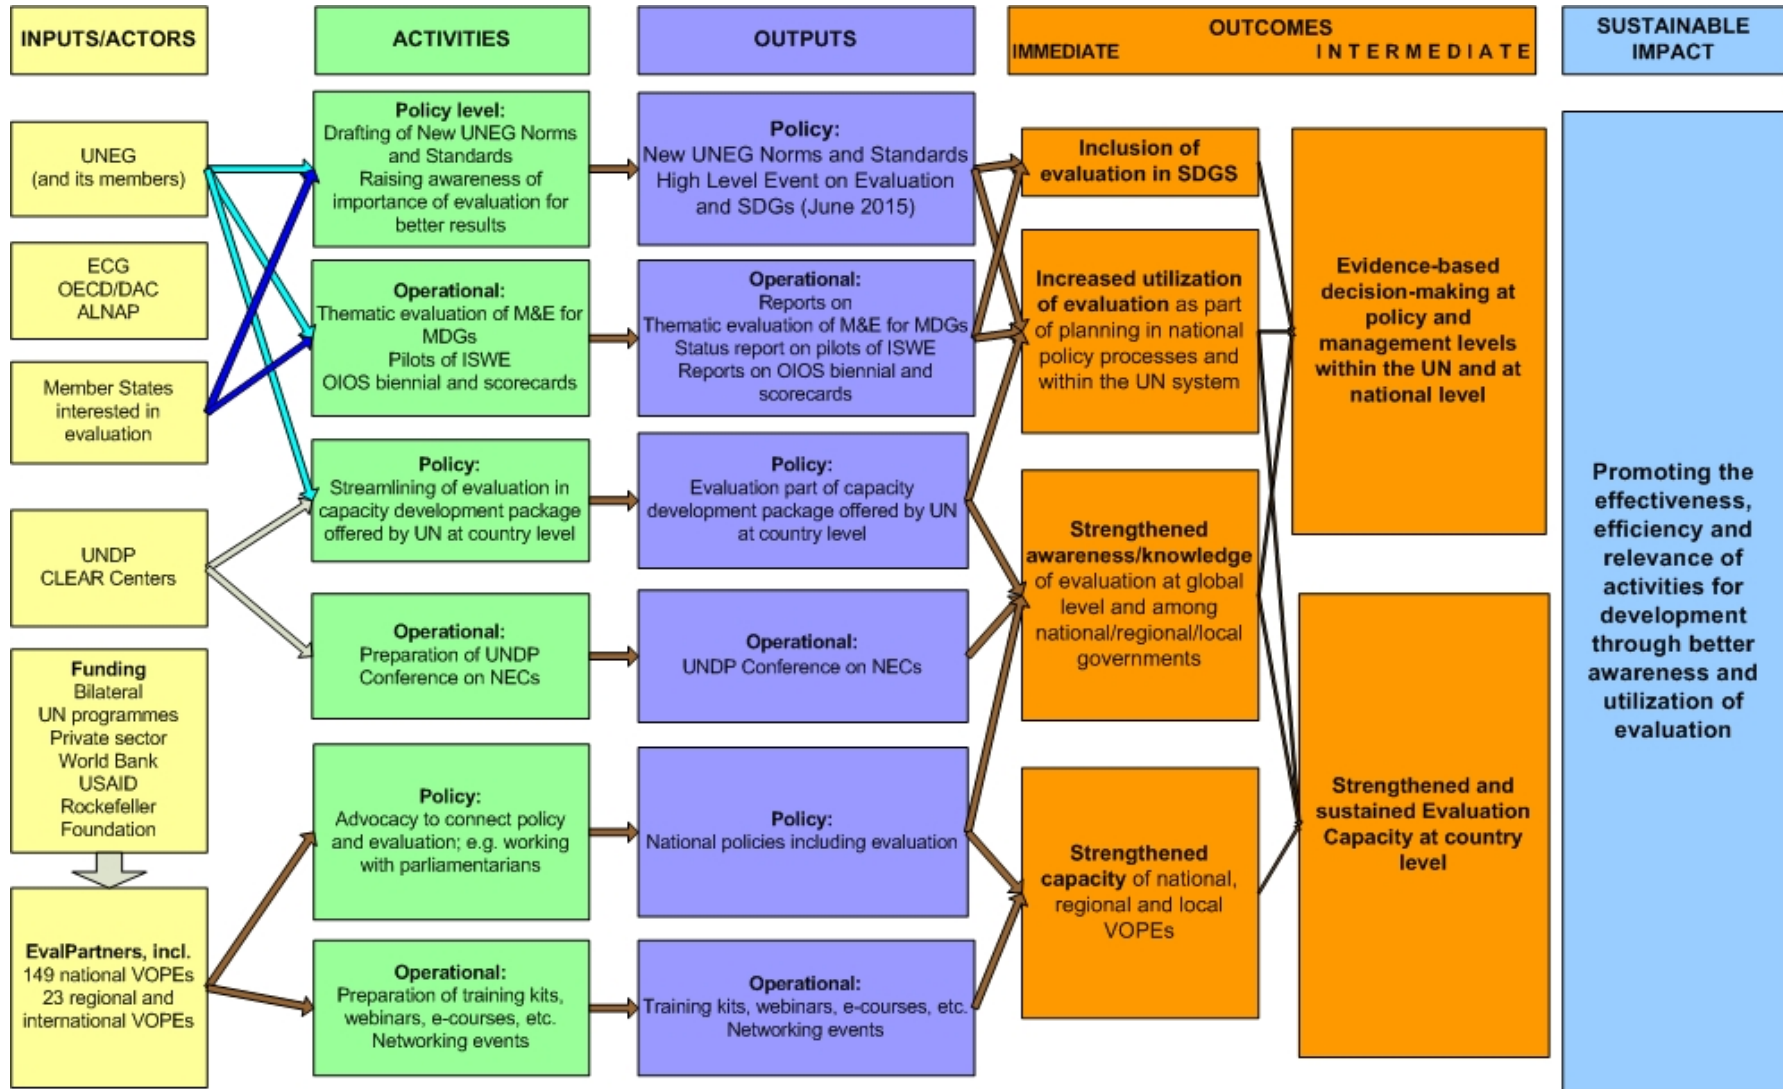 INPUTS/ACTORS
ACTIVITIES
OUTPUTS
OUTCOMES
IMMEDIATE
INTERMEDIATE
SUSTAINABLE
IMPACT
UNEG
(and its members)
ECG
OECD/DAC
ALNAP
Member States
interested in
evaluation
UNDP
CLEAR Centers
Funding
Bilateral
UN programmes
Private sector
World Bank
USAID
Rockefeller
Foundation
EvalPartners, incl.
149 national VOPEs
23 regional and
international VOPEs
Policy level:
Drafting of New UNEG Norms
and Standards
Raising awareness of
importance of evaluation for
better results
Operational:
Thematic evaluation of M&E for
MDGs
Pilots of ISWE
OIOS biennial and scorecards
Policy:
Streamlining of evaluation in
capacity development package
offered by UN at country level
Operational:
Preparation of UNDP
Conference on NECs
Policy:
Advocacy to connect policy
and evaluation; e.g. working
with parliamentarians
Operational:
Preparation of training kits,
webinars, e-courses, etc.
Networking events
Policy:
New UNEG Norms and Standards
High Level Event on Evaluation
and SDGs (June 2015)
Operational:
Reports on
Thematic evaluation of M&E for MDGs
Status report on pilots of ISWE
Reports on OIOS biennial and
scorecards
Policy:
Evaluation part of capacity
development package offered by UN
at country level
Operational:
UNDP Conference on NECs
Policy:
National policies including evaluation
Operational:
Training kits, webinars, e-courses, etc.
Networking events
Inclusion of
evaluation in SDGS
Increased utilization
of evaluation as part
of planning in national
policy processes and
within the UN system
Strengthened
awareness/knowledge
of evaluation at global
level and among
national/regional/local
governments
Strengthened
capacity of national,
regional and local
VOPEs
Evidence-based
decision-making at
policy and
management levels
within the UN and at
national level
Strengthened and
sustained Evaluation
Capacity at country
level
Promoting the
effectiveness,
efficiency and
relevance of
activities for
development
through better
awareness and
utilization of
evaluation